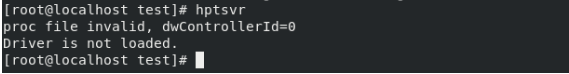 [root@localhost test]# hptsvr
proc file invalid, dwControllerId=0
Driver is not loaded.
[root@localhost test]#